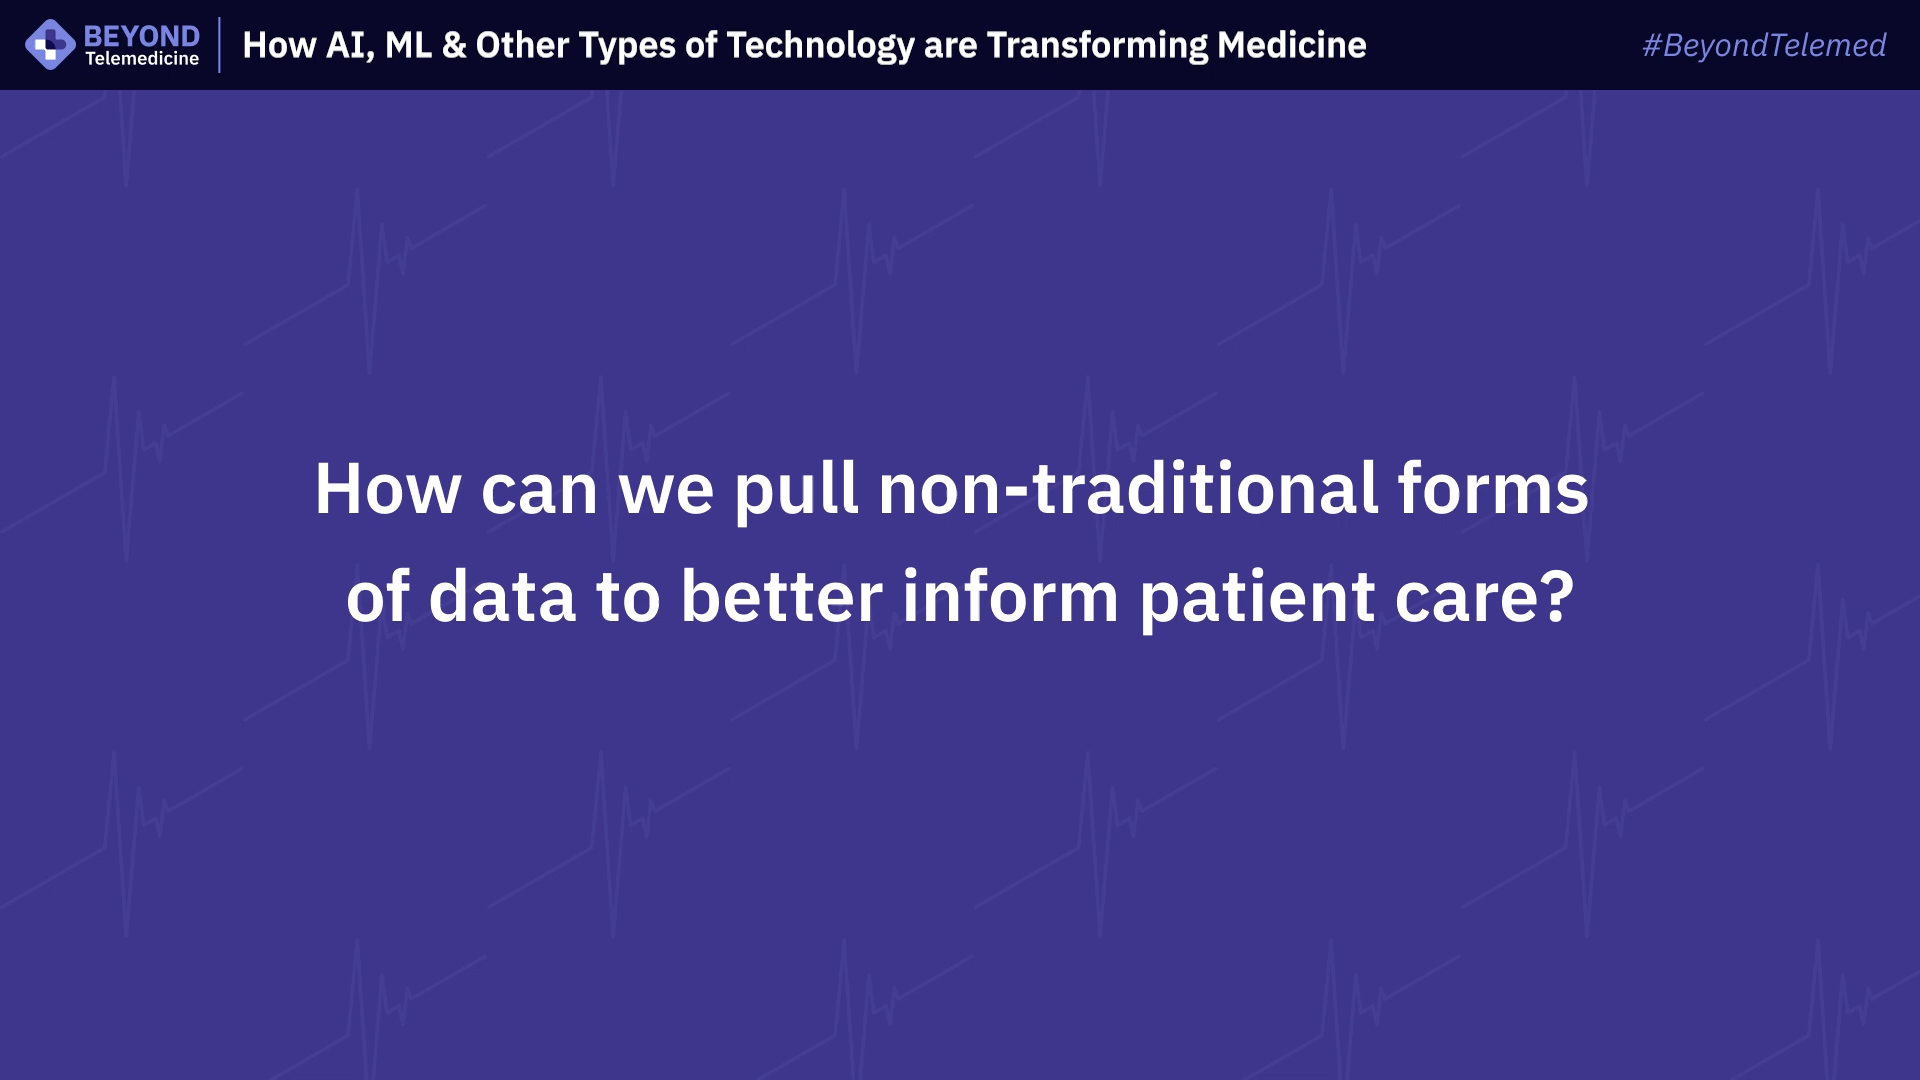 BEYOND
Telemedicine
How AI, ML & Other Types of Technology are Transforming Medicine
#BeyondTelemed
How can we pull non-traditional forms
of data to better inform patient care?